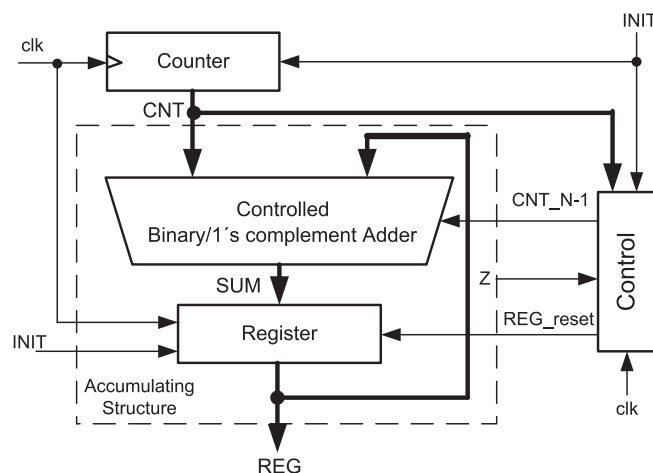 INIT
clk
Counter
CNT
Controlled
Binary/1´s complement Adder
CNT_N-1
SUM
Z
Control
Register
REG_reset
INIT
Accumulating
Structure
clk
REG